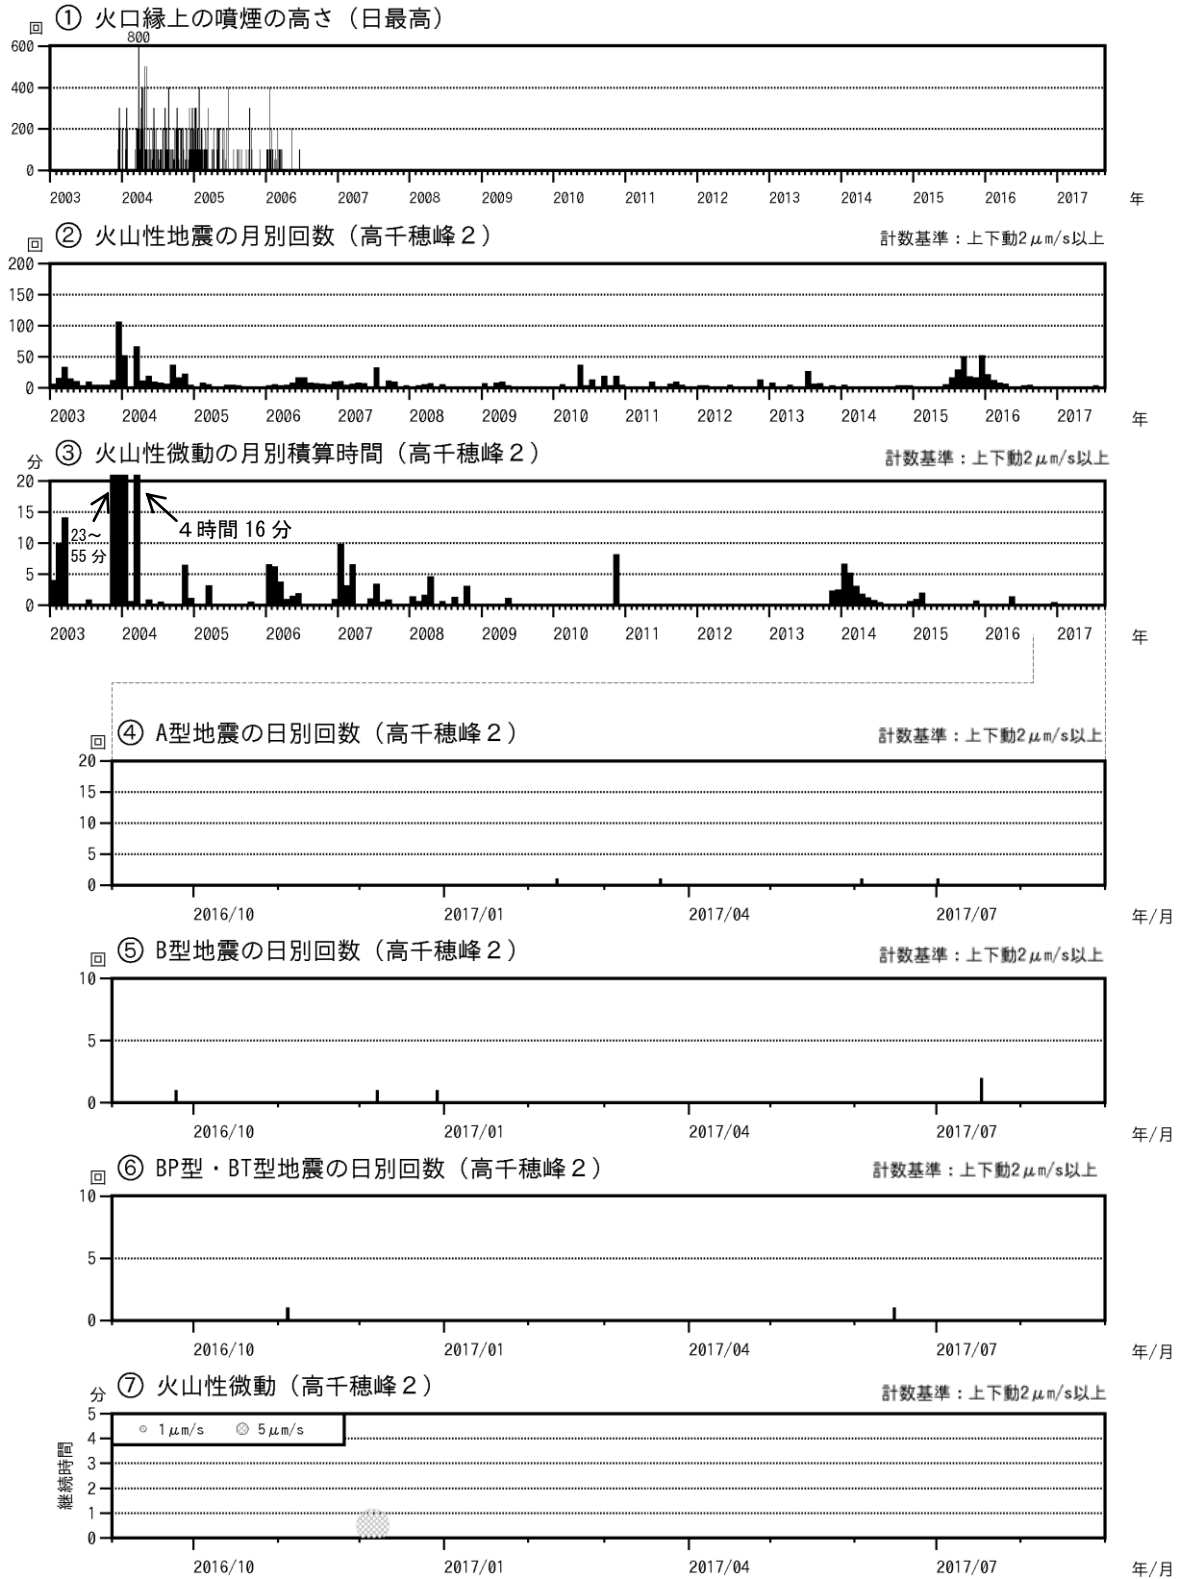 ① 火口縁上の噴煙の高さ（日最高）
回
800
600
400
200
0
2003 2004 2005 2006 2007 2008 2009 2010 2011 2012 2013 2014 2015 2016 2017 年
② 火山性地震の月別回数（高千穂峰２）
計数基準：上下動2μm/s以上
回
200
150
100
50
0
2003 2004 2005 2006 2007 2008 2009 2010 2011 2012 2013 2014 2015 2016 2017 年
③ 火山性微動の月別積算時間（高千穂峰２）
計数基準：上下動2μm/s以上
分
20
15
10
5
0
23～
55 分
４時間 16 分
2003 2004 2005 2006 2007 2008 2009 2010 2011 2012 2013 2014 2015 2016 2017 年
④ A型地震の日別回数（高千穂峰２）
計数基準：上下動2μm/s以上
回
20
15
10
5
0
2016/10 2017/01 2017/04 2017/07 年/月
⑤ B型地震の日別回数（高千穂峰２）
計数基準：上下動2μm/s以上
回
10
5
0
2016/10 2017/01 2017/04 2017/07 年/月
⑥ BP型・BT型地震の日別回数（高千穂峰２）
計数基準：上下動2μm/s以上
回
10
5
0
2016/10 2017/01 2017/04 2017/07 年/月
⑦ 火山性微動（高千穂峰２）
計数基準：上下動2μm/s以上
分
継続時間
5
4
3
2
1
0
1μm/s 5μm/s
2016/10 2017/01 2017/04 2017/07 年/月